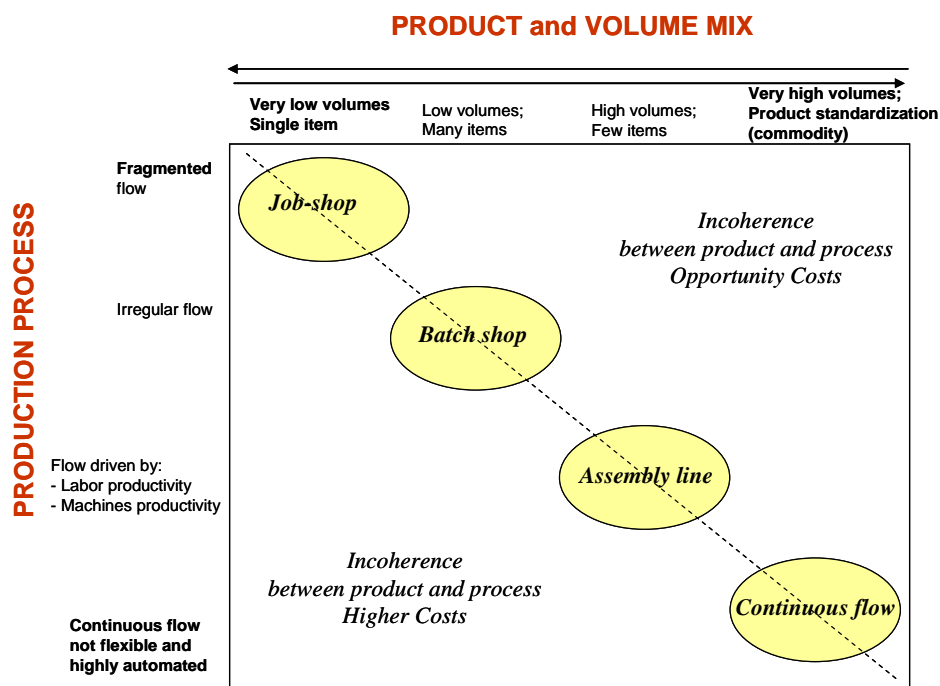 PRODUCT and VOLUME MIX
Very low volumes
Single item
Low volumes;
Many items
High volumes;
Few items
Very high volumes;
Product standardization
(commodity)
PRODUCTION PROCESS
Fragmented
flow
Job-shop
Incoherence
between product and process
Opportunity Costs
Irregular flow
Batch shop
Flow driven by:
- Labor productivity
- Machines productivity
Assembly line
Incoherence
between product and process
Higher Costs
Continuous flow
Continuous flow
not flexible and
highly automated